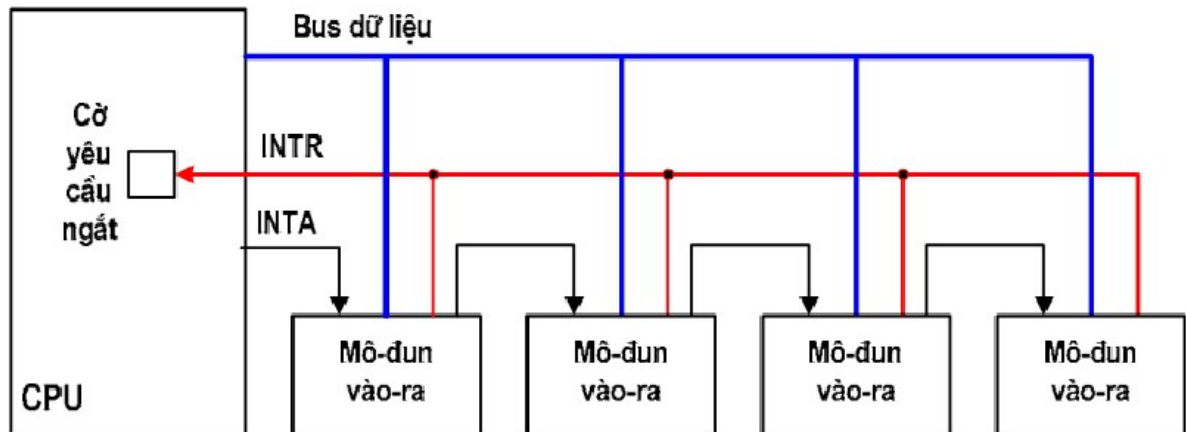 Bus dữ liệu
Cờ
yêu
cầu
ngắt
INTR
INTA
CPU
Mô-đun
vào-ra
Mô-đun
vào-ra
Mô-đun
vào-ra
Mô-đun
vào-ra